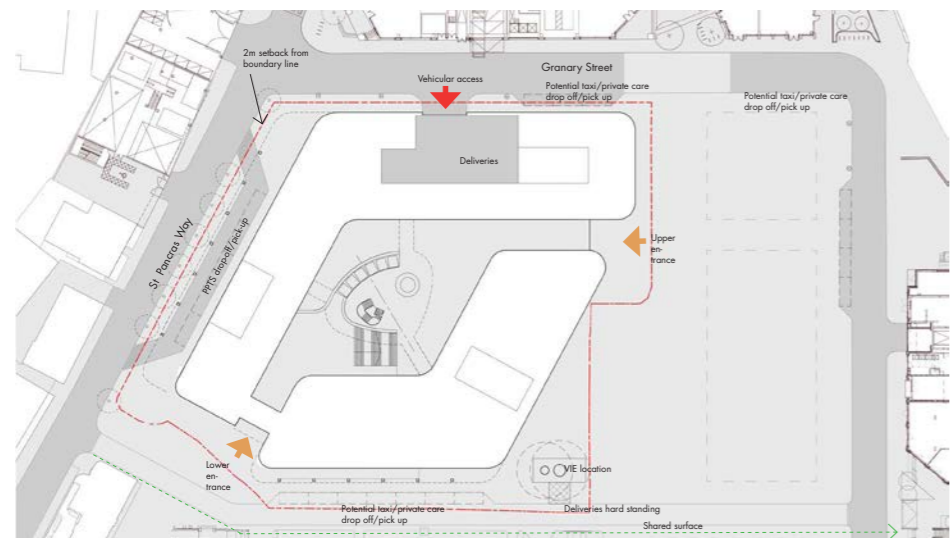 2m setback from
boundary line
Vehicular access
Granary Street
Potential taxi/private care
drop off/pick up
Potential taxi/private care
drop off/pick up
Deliveries
St Pancras Way
PPTS drop-off/pick-up
Upper
en-
trance
Lower
en-
trance
VIE location
Potential taxi/private care
drop off/pick up
Deliveries hard standing
Shared surface